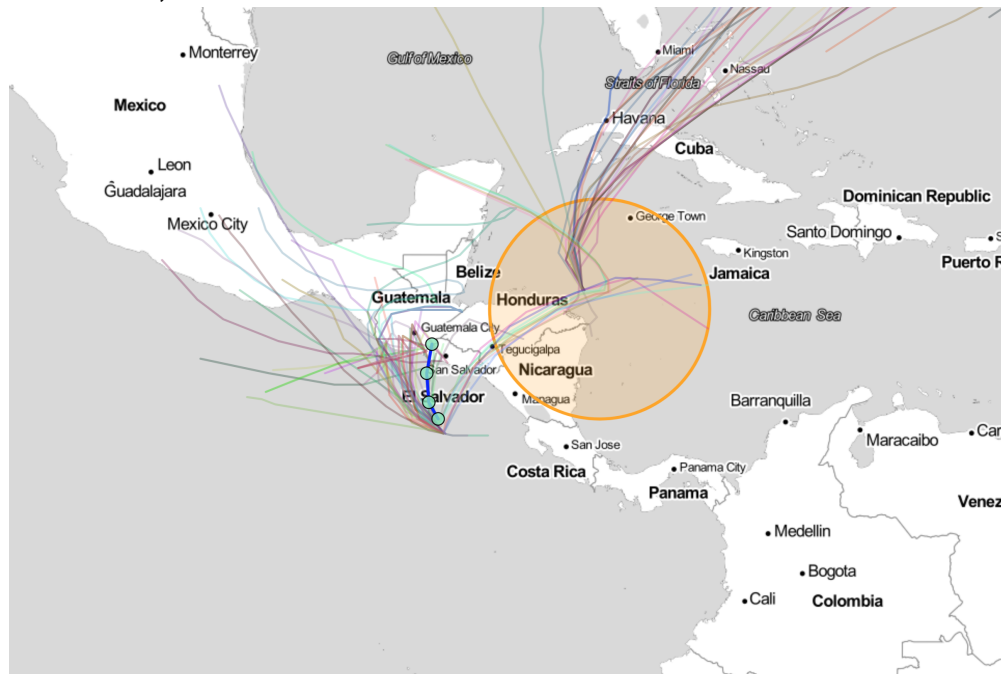 Monterrey
Gulf of Mexico
Miami
Nassau
Straits of Florida
Mexico
Havana
Leon
Cuba
Guadalajara
Dominican Republic
Mexico City
George Town
Santo Domingo
Kingston
Puerto R
Belize
Jamaica
Guatemala
Honduras
Caribbean Sea
Guatemala City
Tegucigalpa
San Salvador
Nicaragua
El Salvador
Managua
Barranquilla
Maracaibo
Car
San Jose
Costa Rica
Panama City
Panama
Venez
Medellin
Bogota
Cali
Colombia